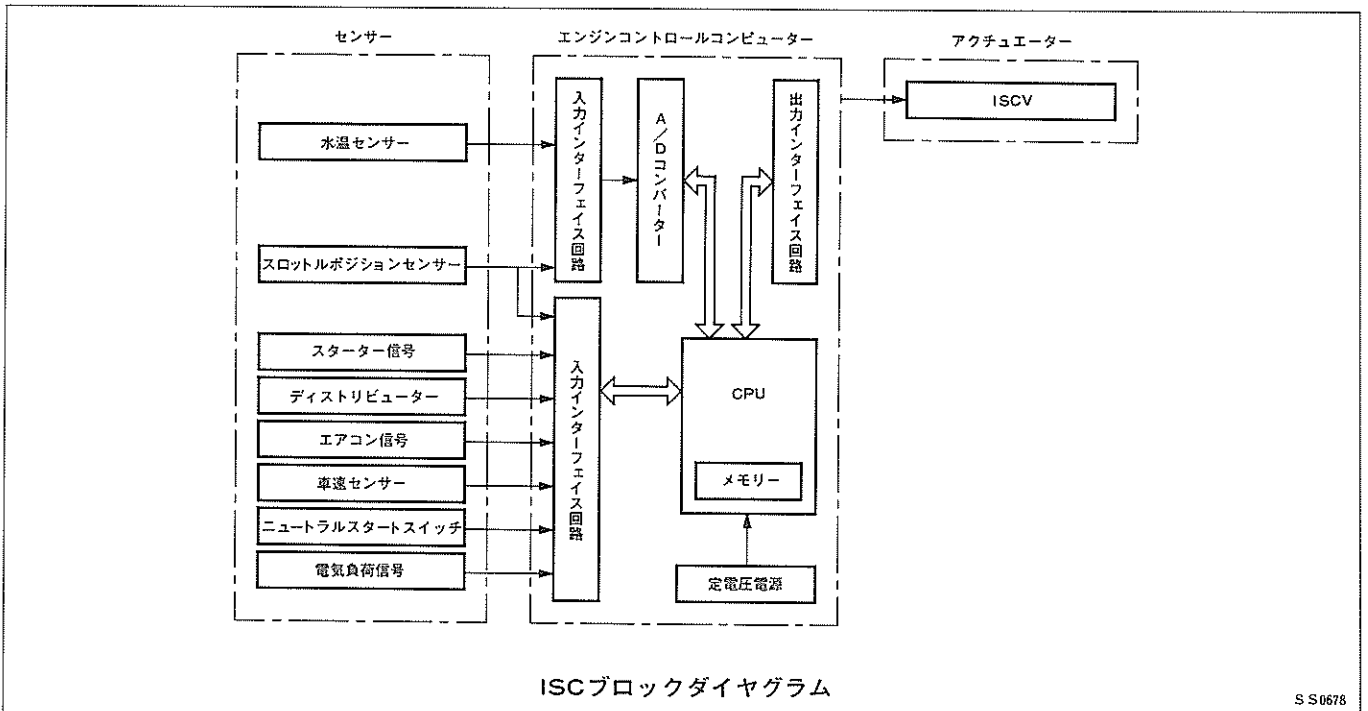 センサー
エンジンコントロールコンピューター
アクチュエーター
水温センサー
スロットルポジションセンサー
スターター信号
ディストリビューター
エアコン信号
車速センサー
ニュートラルスタートスイッチ
電気負荷信号
入力インターフェイス回路
A/Dコンバーター
出力インターフェイス回路
入力インターフェイス回路
CPU
メモリー
定電圧電源
ISCV
ISCブロックダイヤグラム
SS0678